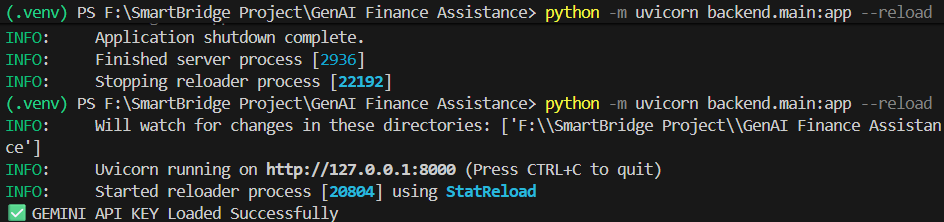 (.venv) PS F:\SmartBridge Project\GenAI Finance Assistance> python -m uvicorn backend.main:app --reload
INFO:     Application shutdown complete.
INFO:     Finished server process [2936]
INFO:     Stopping reloader process [22192]
(.venv) PS F:\SmartBridge Project\GenAI Finance Assistance> python -m uvicorn backend.main:app --reload
INFO:     Will watch for changes in these directories: ['F:\\SmartBridge Project\\GenAI Finance Assistan
ce']
INFO:     Uvicorn running on http://127.0.0.1:8000 (Press CTRL+C to quit)
INFO:     Started reloader process [20804] using StatReload
✅ GEMINI API KEY Loaded Successfully